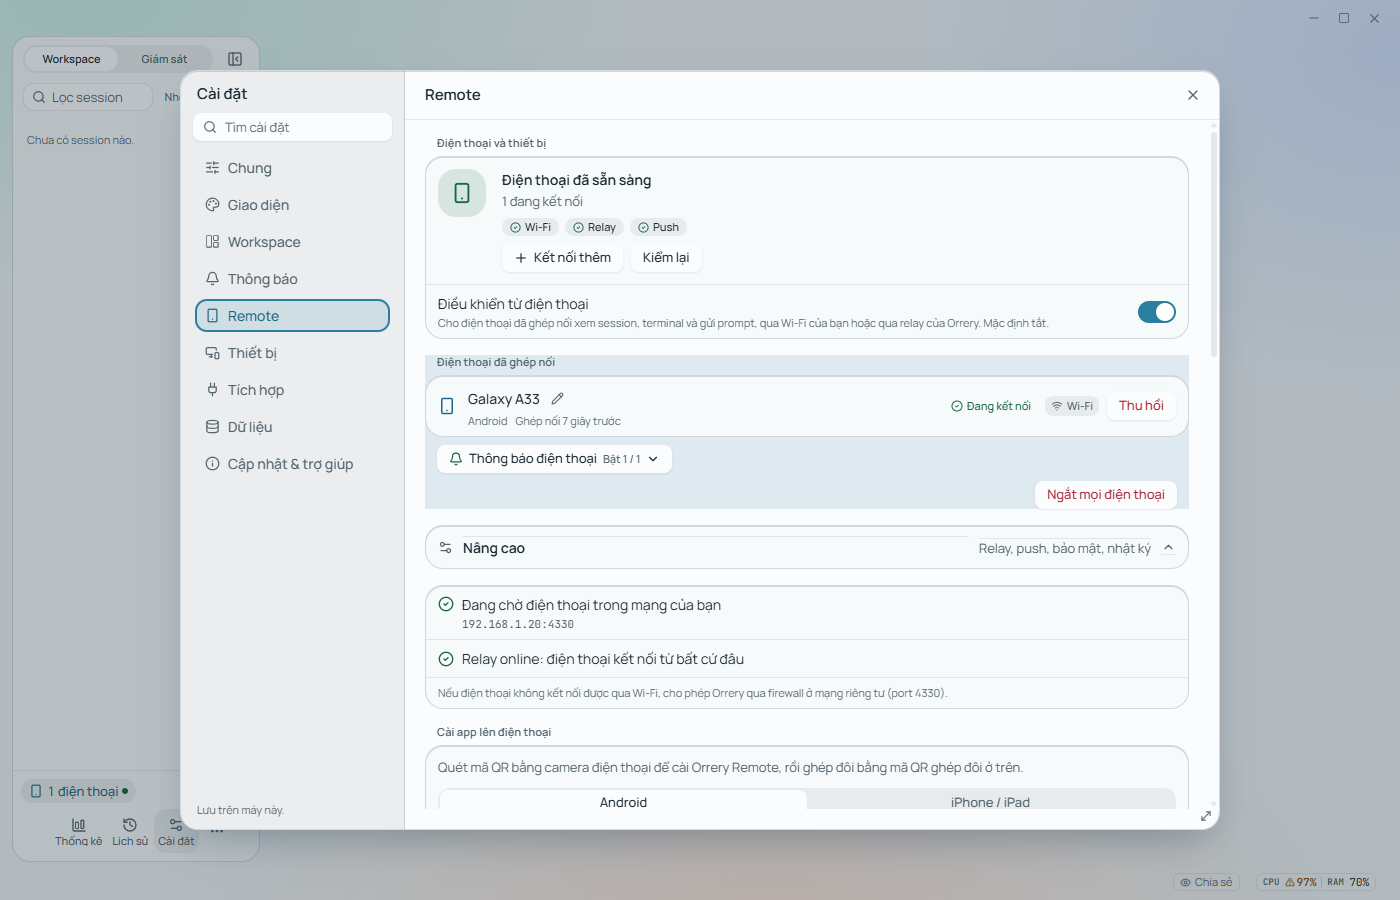 Workspace
Giám sát
Lọc session
Chưa có session nào.
1 điện thoại
Thống kê
Lịch sử
Cài đặt
Cài đặt
Tìm cài đặt
Chung
Giao diện
Workspace
Thông báo
Remote
Thiết bị
Tích hợp
Dữ liệu
Cập nhật & trợ giúp
Lưu trên máy này.
Remote
Điện thoại và thiết bị
Điện thoại đã sẵn sàng
1 đang kết nối
Wi-Fi
Relay
Push
Kết nối thêm
Kiểm lại
Điều khiển từ điện thoại
Cho điện thoại đã ghép nối xem session, terminal và gửi prompt, qua Wi-Fi của bạn hoặc qua relay của Orrery. Mặc định tắt.
Điện thoại đã ghép nối
Galaxy A33
Android Ghép nối 7 giây trước
Đang kết nối
Wi-Fi
Thu hồi
Thông báo điện thoại Bật 1 / 1
Ngắt mọi điện thoại
Nâng cao
Relay, push, bảo mật, nhật ký
Đang chờ điện thoại trong mạng của bạn
192.168.1.20:4330
Relay online: điện thoại kết nối từ bất cứ đâu
Nếu điện thoại không kết nối được qua Wi-Fi, cho phép Orrery qua firewall ở mạng riêng tư (port 4330).
Cài app lên điện thoại
Quét mã QR bằng camera điện thoại để cài Orrery Remote, rồi ghép đôi bằng mã QR ghép đôi ở trên.
Android
iPhone / iPad
Chia sẻ
CPU 97% RAM 70%